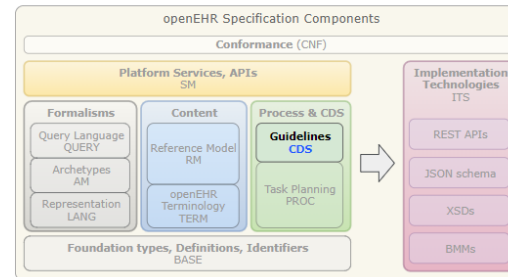 openEHR Specification Components
Conformance (CNF)
Platform Services, APIs
SM
Implementation
Technologies
ITS
Formalisms
Content
Process & CDS
Query Language
QUERY
Archetypes
AM
Representation
LANG
Reference Model
RM
openEHR
Terminology
TERM
Guidelines
CDS
Task Planning
PROC
REST APIs
JSON schema
XSDs
BMMs
Foundation types, Definitions, Identifiers
BASE